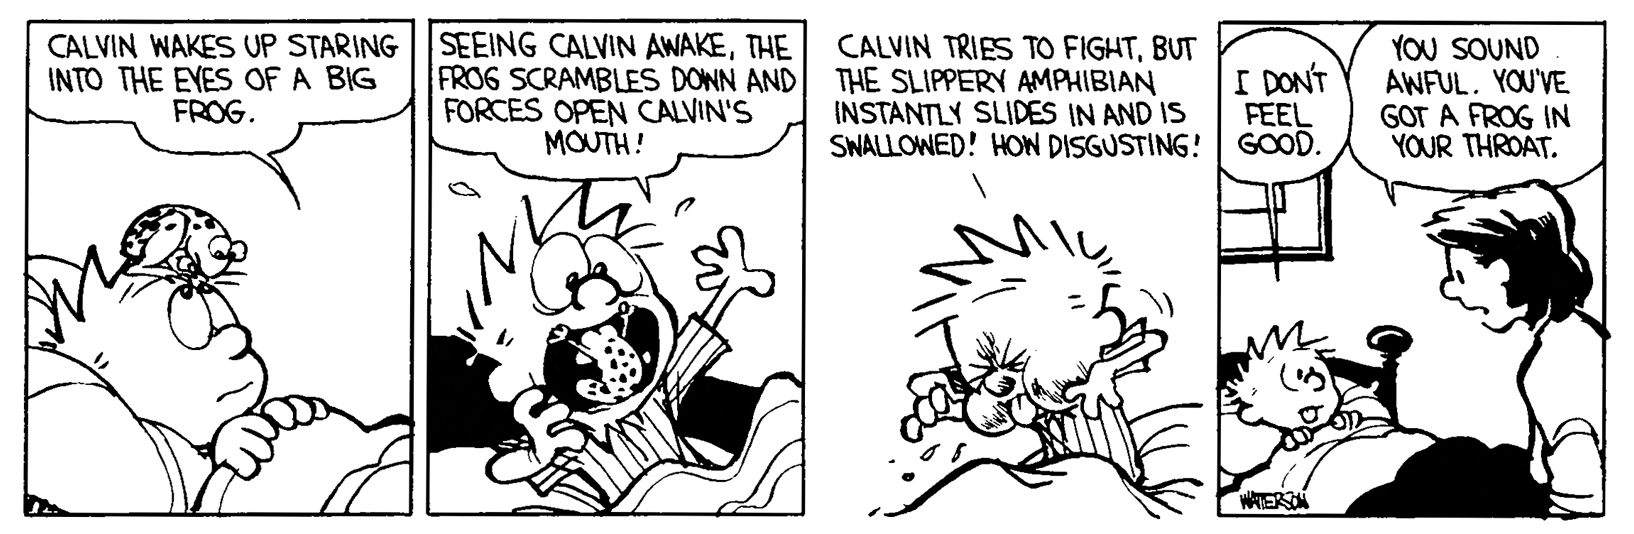 CALVIN WAKES UP STARING
INTO THE EYES OF A BIG
FROG.
SEEING CALVIN AWAKE, THE
FROG SCRAMBLES DOWN AND
FORCES OPEN CALVIN'S
MOUTH!
CALVIN TRIES TO FIGHT, BUT
THE SLIPPERY AMPHIBIAN
INSTANTLY SLIDES IN AND IS
SWALLOWED! HOW DISGUSTING!
I DON'T
FEEL
GOOD.
YOU SOUND
AWFUL. YOU'VE
GOT A FROG IN
YOUR THROAT.
WATTERSON